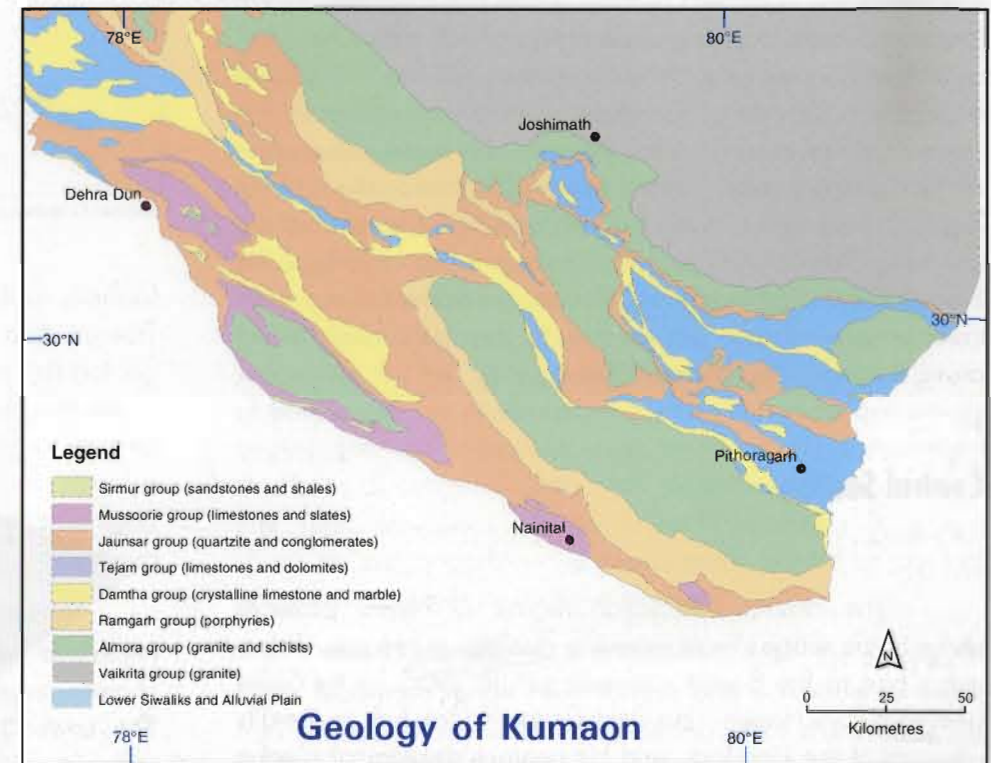 78°E
80°E
Joshimath
Dehra Dun
30°N
30°N
Legend
Pithoragarh
Sirmur group (sandstones and shales)
Mussoorie group (limestones and slates)
Nainital
Jaunsar group (quartzite and conglomerates)
Tejam group (limestones and dolomites)
Damtha group (crystalline limestone and marble)
Ramgarh group (porphyries)
Almora group (granite and schists)
Vaikrita group (granite)
Lower Siwaliks and Alluvial Plain
N
0 25 50
Kilometres
Geology of Kumaon
78°E
80°E